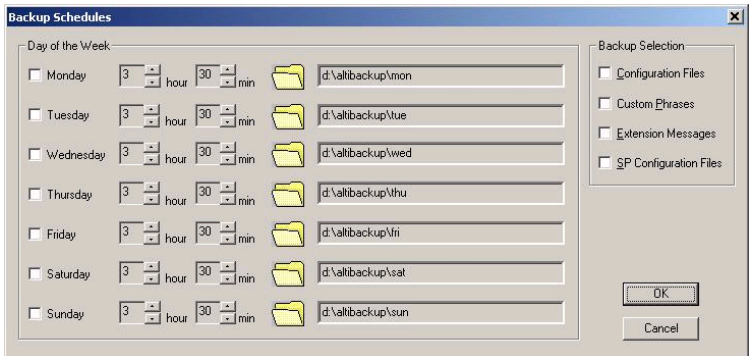 Backup Schedules
Day of the Week
Monday 3 hour 30 min d:\altibackup\mon
Tuesday 3 hour 30 min d:\altibackup\tue
Wednesday 3 hour 30 min d:\altibackup\wed
Thursday 3 hour 30 min d:\altibackup\thu
Friday 3 hour 30 min d:\altibackup\fri
Saturday 3 hour 30 min d:\altibackup\sat
Sunday 3 hour 30 min d:\altibackup\sun
Backup Selection
Configuration Files
Custom Phrases
Extension Messages
SP Configuration Files
OK
Cancel